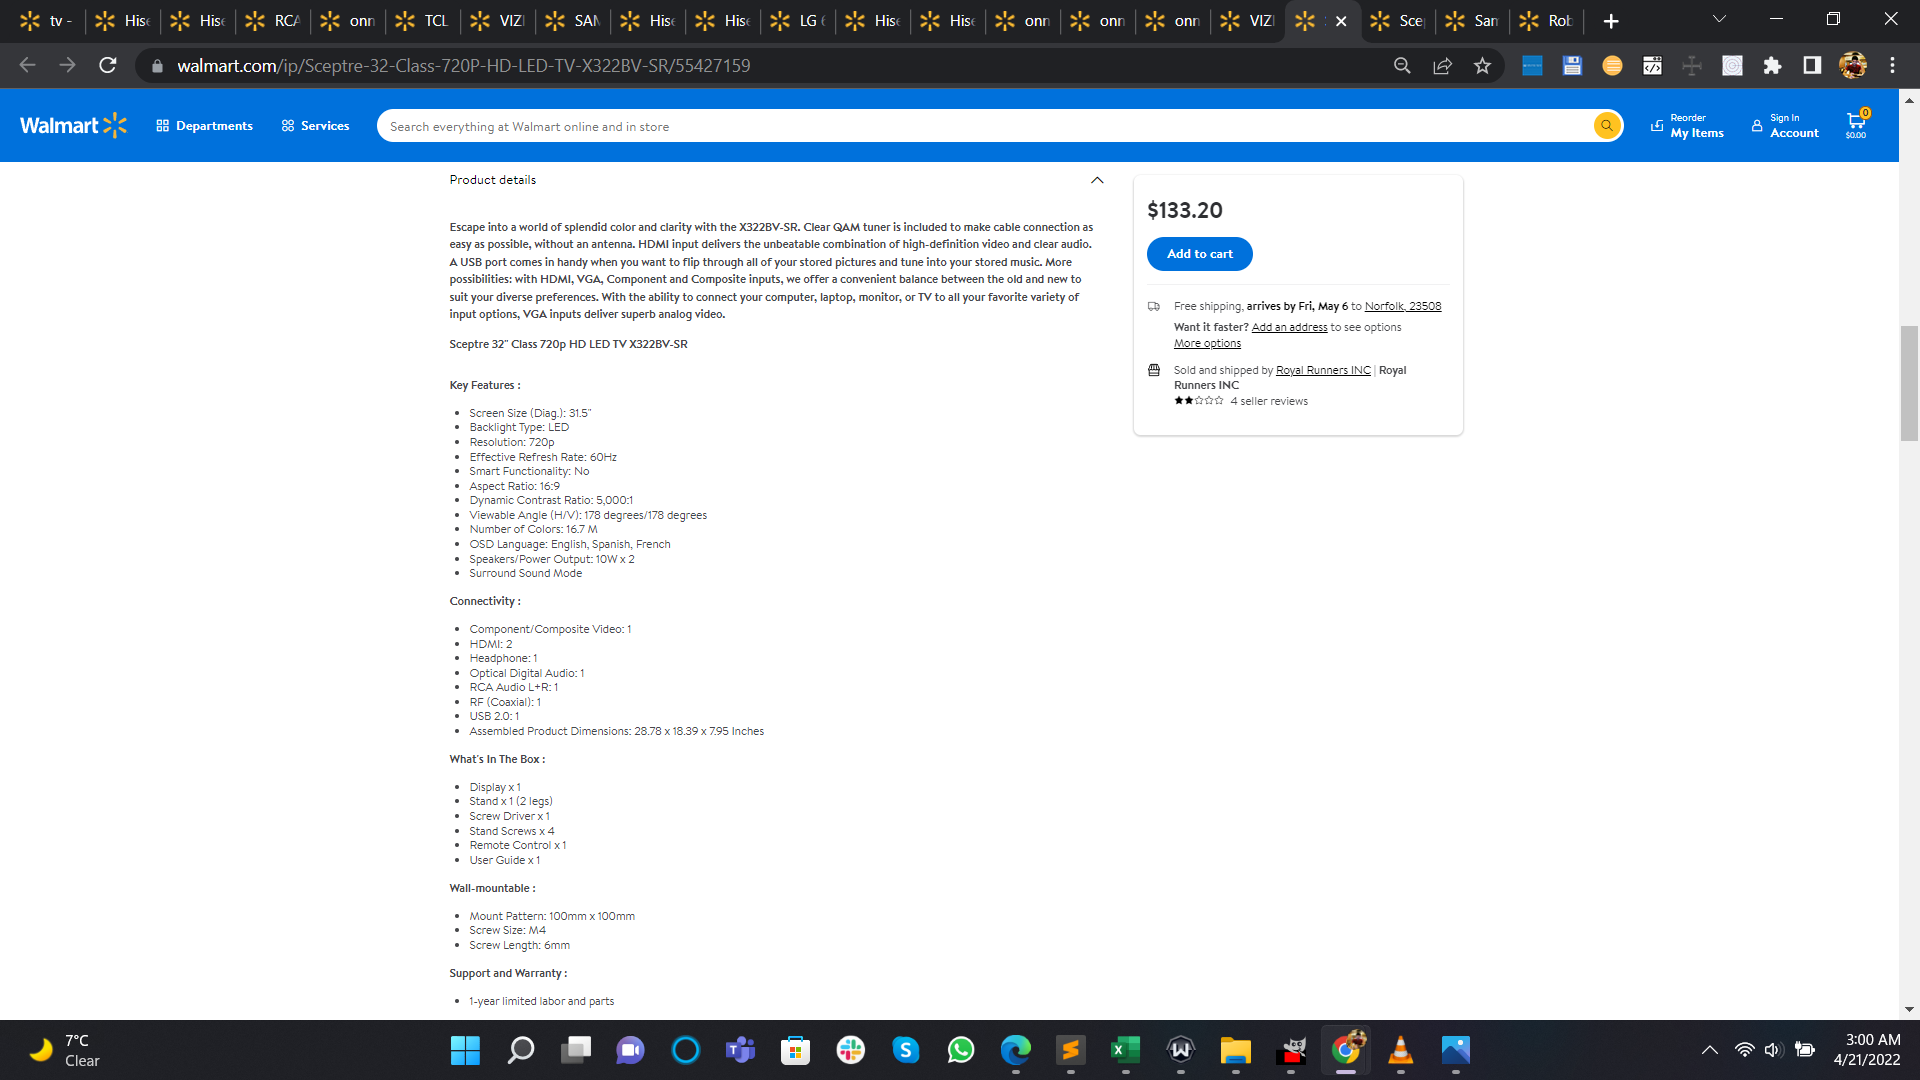 tv -
Hise
Hise
RCA
onn
TCL
VIZI
SAM
Hise
Hise
LG 6
Hise
Hise
onn
onn
onn
VIZI
Scep
Sam
Rob
walmart.com/ip/Sceptre-32-Class-720P-HD-LED-TV-X322BV-SR/55427159
Walmart
Departments
Services
Search everything at Walmart online and in store
Reorder
My Items
Sign In
Account
0
$0.00
Product details
Escape into a world of splendid color and clarity with the X322BV-SR. Clear QAM tuner is included to make cable connection as
easy as possible, without an antenna. HDMI input delivers the unbeatable combination of high-definition video and clear audio.
A USB port comes in handy when you want to flip through all of your stored pictures and tune into your stored music. More
possibilities: with HDMI, VGA, Component and Composite inputs, we offer a convenient balance between the old and new to
suit your diverse preferences. With the ability to connect your computer, laptop, monitor, or TV to all your favorite variety of
input options, VGA inputs deliver superb analog video.
Sceptre 32" Class 720p HD LED TV X322BV-SR
Key Features :
Screen Size (Diag.): 31.5"
Backlight Type: LED
Resolution: 720p
Effective Refresh Rate: 60Hz
Smart Functionality: No
Aspect Ratio: 16:9
Dynamic Contrast Ratio: 5,000:1
Viewable Angle (H/V): 178 degrees/178 degrees
Number of Colors: 16.7 M
OSD Language: English, Spanish, French
Speakers/Power Output: 10W x 2
Surround Sound Mode
Connectivity :
Component/Composite Video: 1
HDMI: 2
Headphone: 1
Optical Digital Audio: 1
RCA Audio L+R: 1
RF (Coaxial): 1
USB 2.0: 1
Assembled Product Dimensions: 28.78 x 18.39 x 7.95 Inches
What's In The Box :
Display x 1
Stand x 1 (2 legs)
Screw Driver x 1
Stand Screws x 4
Remote Control x 1
User Guide x 1
Wall-mountable :
Mount Pattern: 100mm x 100mm
Screw Size: M4
Screw Length: 6mm
Support and Warranty :
1-year limited labor and parts
$133.20
Add to cart
Free shipping, arrives by Fri, May 6 to Norfolk, 23508
Want it faster? Add an address to see options
More options
Sold and shipped by Royal Runners INC | Royal
Runners INC
4 seller reviews
7°C
Clear
3:00 AM
4/21/2022